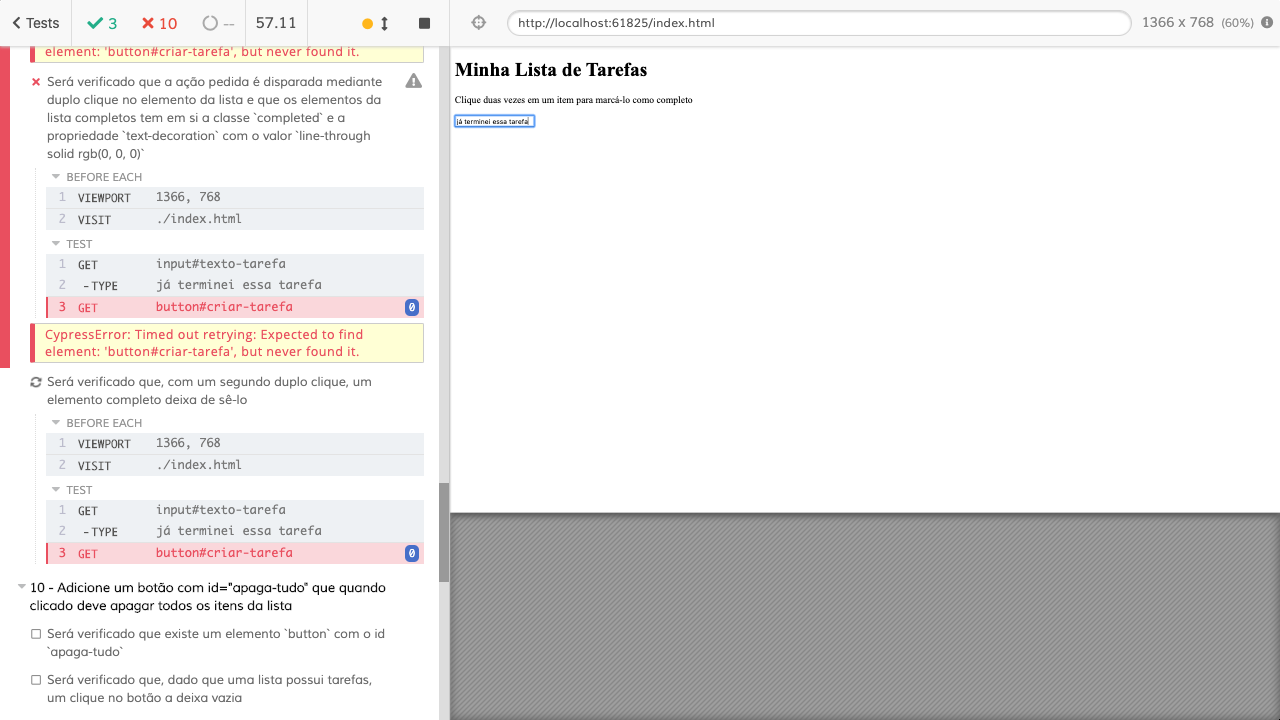 Tests
3
10
--
57.11
http://localhost:61825/index.html
1366 x 768 (60%)
element: 'button#criar-tarefa', but never found it.
Será verificado que a ação pedida é disparada mediante
duplo clique no elemento da lista e que os elementos da
lista completos tem em si a classe `completed` e a
propriedade `text-decoration` com o valor `line-through
solid rgb(0, 0, 0)`
BEFORE EACH
1 VIEWPORT 1366, 768
2 VISIT ./index.html
TEST
1 GET input#texto-tarefa
2 -TYPE já terminei essa tarefa
3 GET button#criar-tarefa 0
CypressError: Timed out retrying: Expected to find
element: 'button#criar-tarefa', but never found it.
Será verificado que, com um segundo duplo clique, um
elemento completo deixa de sê-lo
BEFORE EACH
1 VIEWPORT 1366, 768
2 VISIT ./index.html
TEST
1 GET input#texto-tarefa
2 -TYPE já terminei essa tarefa
3 GET button#criar-tarefa 0
10 - Adicione um botão com id="apaga-tudo" que quando
clicado deve apagar todos os itens da lista
Será verificado que existe um elemento `button` com o id
`apaga-tudo`
Será verificado que, dado que uma lista possui tarefas,
um clique no botão a deixa vazia
Minha Lista de Tarefas
Clique duas vezes em um item para marcá-lo como completo
já terminei essa tarefa